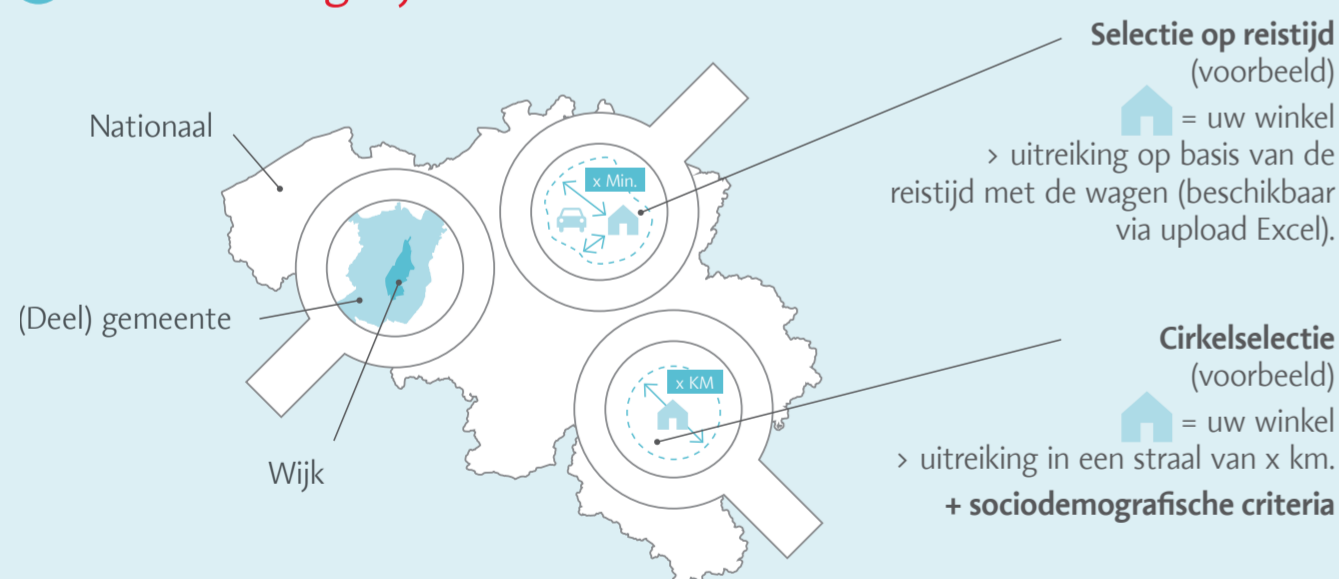 Nationaal
(Deel) gemeente
Wijk
x Min.
x KM
Selectie op reistijd
(voorbeeld)
= uw winkel
> uitreiking op basis van de
reistijd met de wagen (beschikbaar
via upload Excel).
Cirkelselectie
(voorbeeld)
= uw winkel
> uitreiking in een straal van x km.
+ sociodemografische criteria